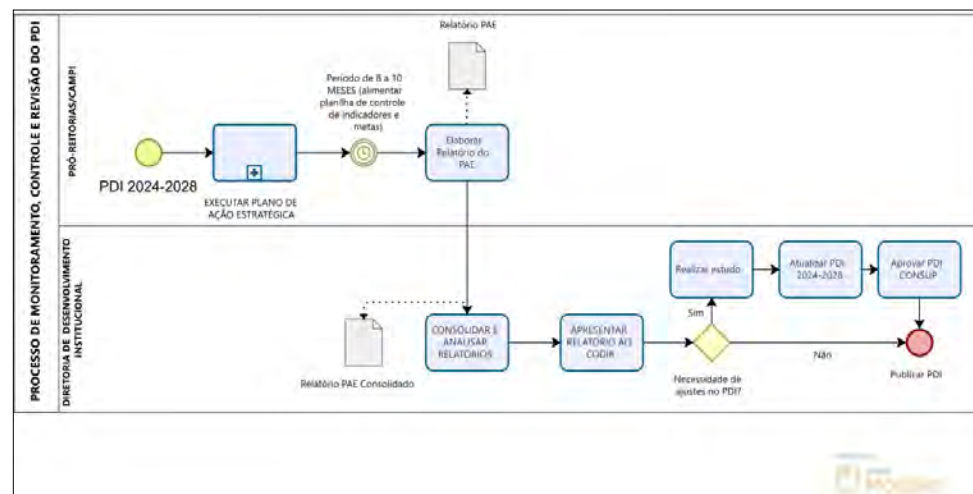 PROCESSO DE MONITORAMENTO, CONTROLE E REVISÃO DO PDI
PRÓ-REITORIAS/CAMPI
PDI 2024-2028
EXECUTAR PLANO DE
AÇÃO ESTRATÉGICA
Período de 8 a 10
MESES (alimentar
planilha de controle
de indicadores e
metas)
Relatório PAE
Elaborar
Relatório do
PAE
DIRETORIA DE DESENVOLVIMENTO
INSTITUCIONAL
Relatório PAE Consolidado
CONSOLIDAR E
ANALISAR
RELATÓRIOS
APRESENTAR
RELATÓRIO AO
CODIR
Necessidade de
ajustes no PDI?
Sim
Não
Realizar estudo
Atualizar PDI
2024-2028
Aprovar PDI
CONSUP
Publicar PDI